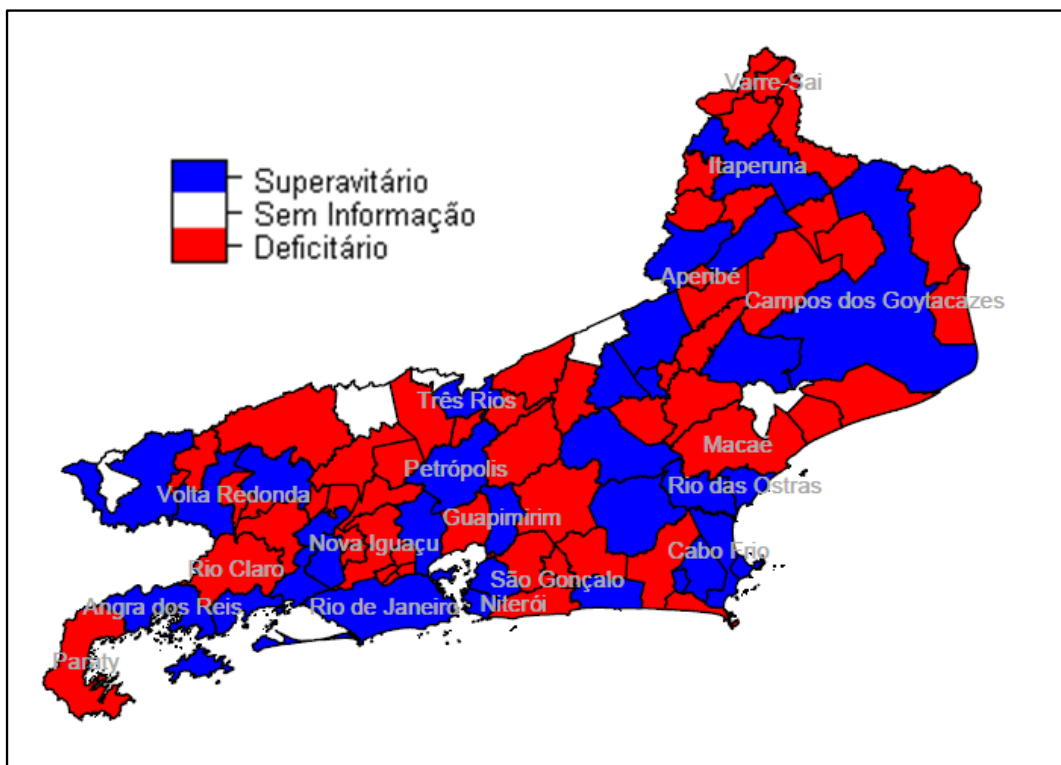 Varre-Sai
Itaperuna
Superavitário
Sem Informação
Deficitário
Aperibé
Campos dos Goytacazes
Três Rios
Macaé
Petrópolis
Rio das Ostras
Volta Redonda
Guapimirim
Nova Iguaçu
Cabo Frio
Rio Claro
São Gonçalo
Angra dos Reis
Rio de Janeiro
Niterói
Paraty